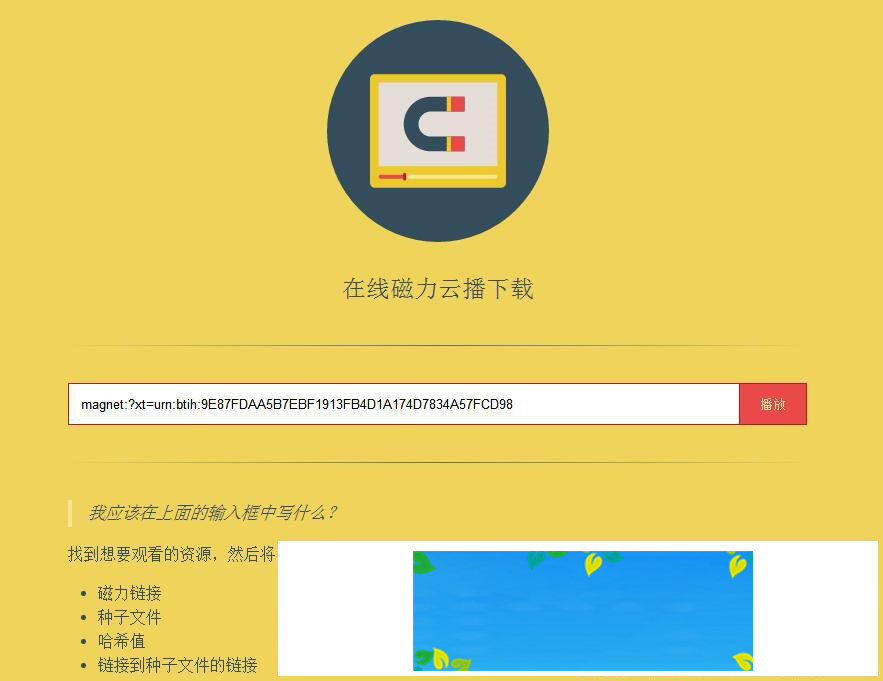 在线磁力云播下载
magnet:?xt=urn:btih:9E87FDAA5B7EBF1913FB4D1A174D7834A57FCD98
播放
我应该在上面的输入框中写什么？
找到想要观看的资源，然后将
磁力链接
种子文件
哈希值
链接到种子文件的链接